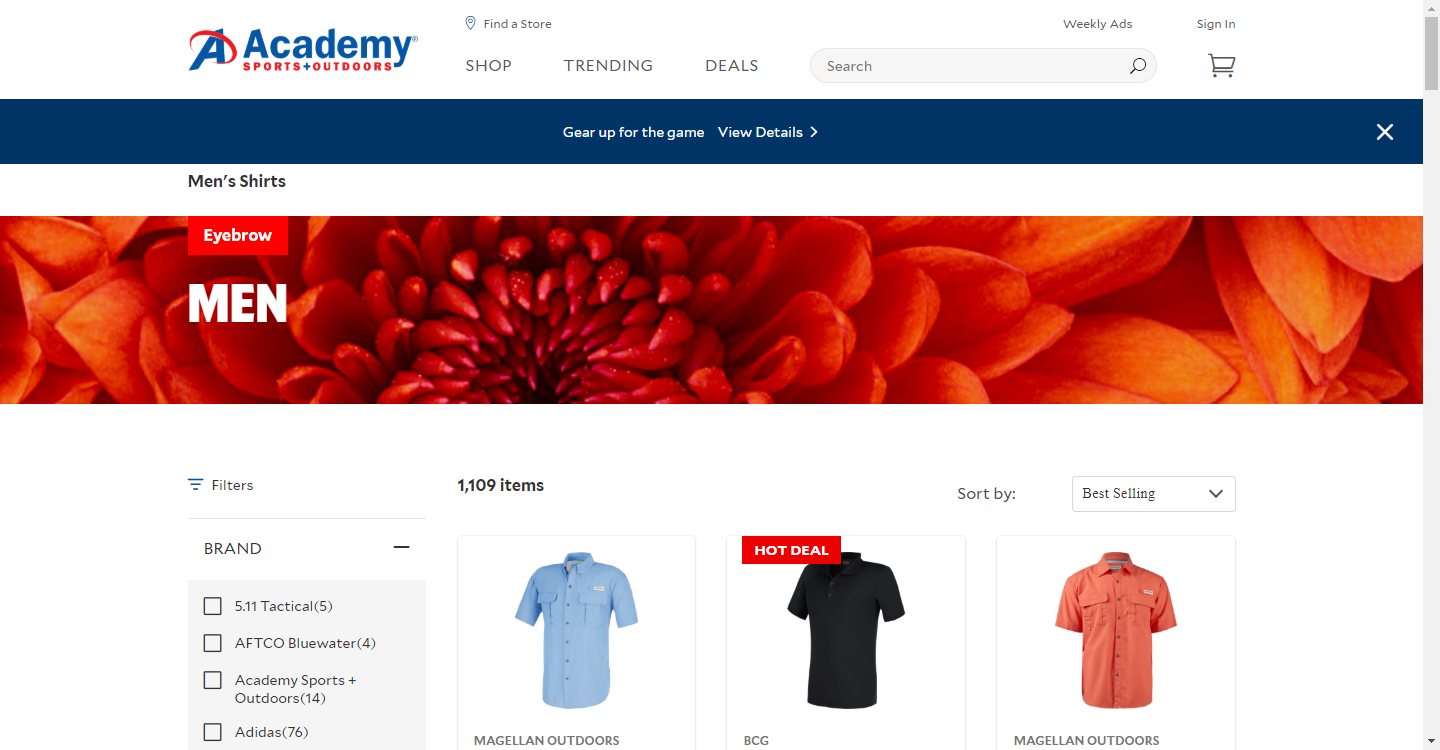 Find a Store
Weekly Ads
Sign In
Academy
SPORTS+OUTDOORS
SHOP
TRENDING
DEALS
Search
Gear up for the game View Details
Men's Shirts
Eyebrow
MEN
Filters
1,109 items
Sort by:
Best Selling
BRAND
5.11 Tactical(5)
AFTCO Bluewater(4)
Academy Sports +
Outdoors(14)
Adidas(76)
HOT DEAL
MAGELLAN OUTDOORS
BCG
MAGELLAN OUTDOORS